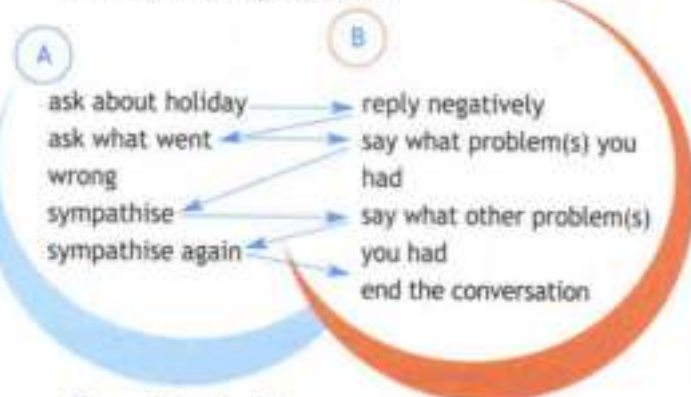 A
ask about holiday
ask what went
wrong
sympathise
sympathise again
B
reply negatively
say what problem(s) you
had
say what other problem(s)
you had
end the conversation